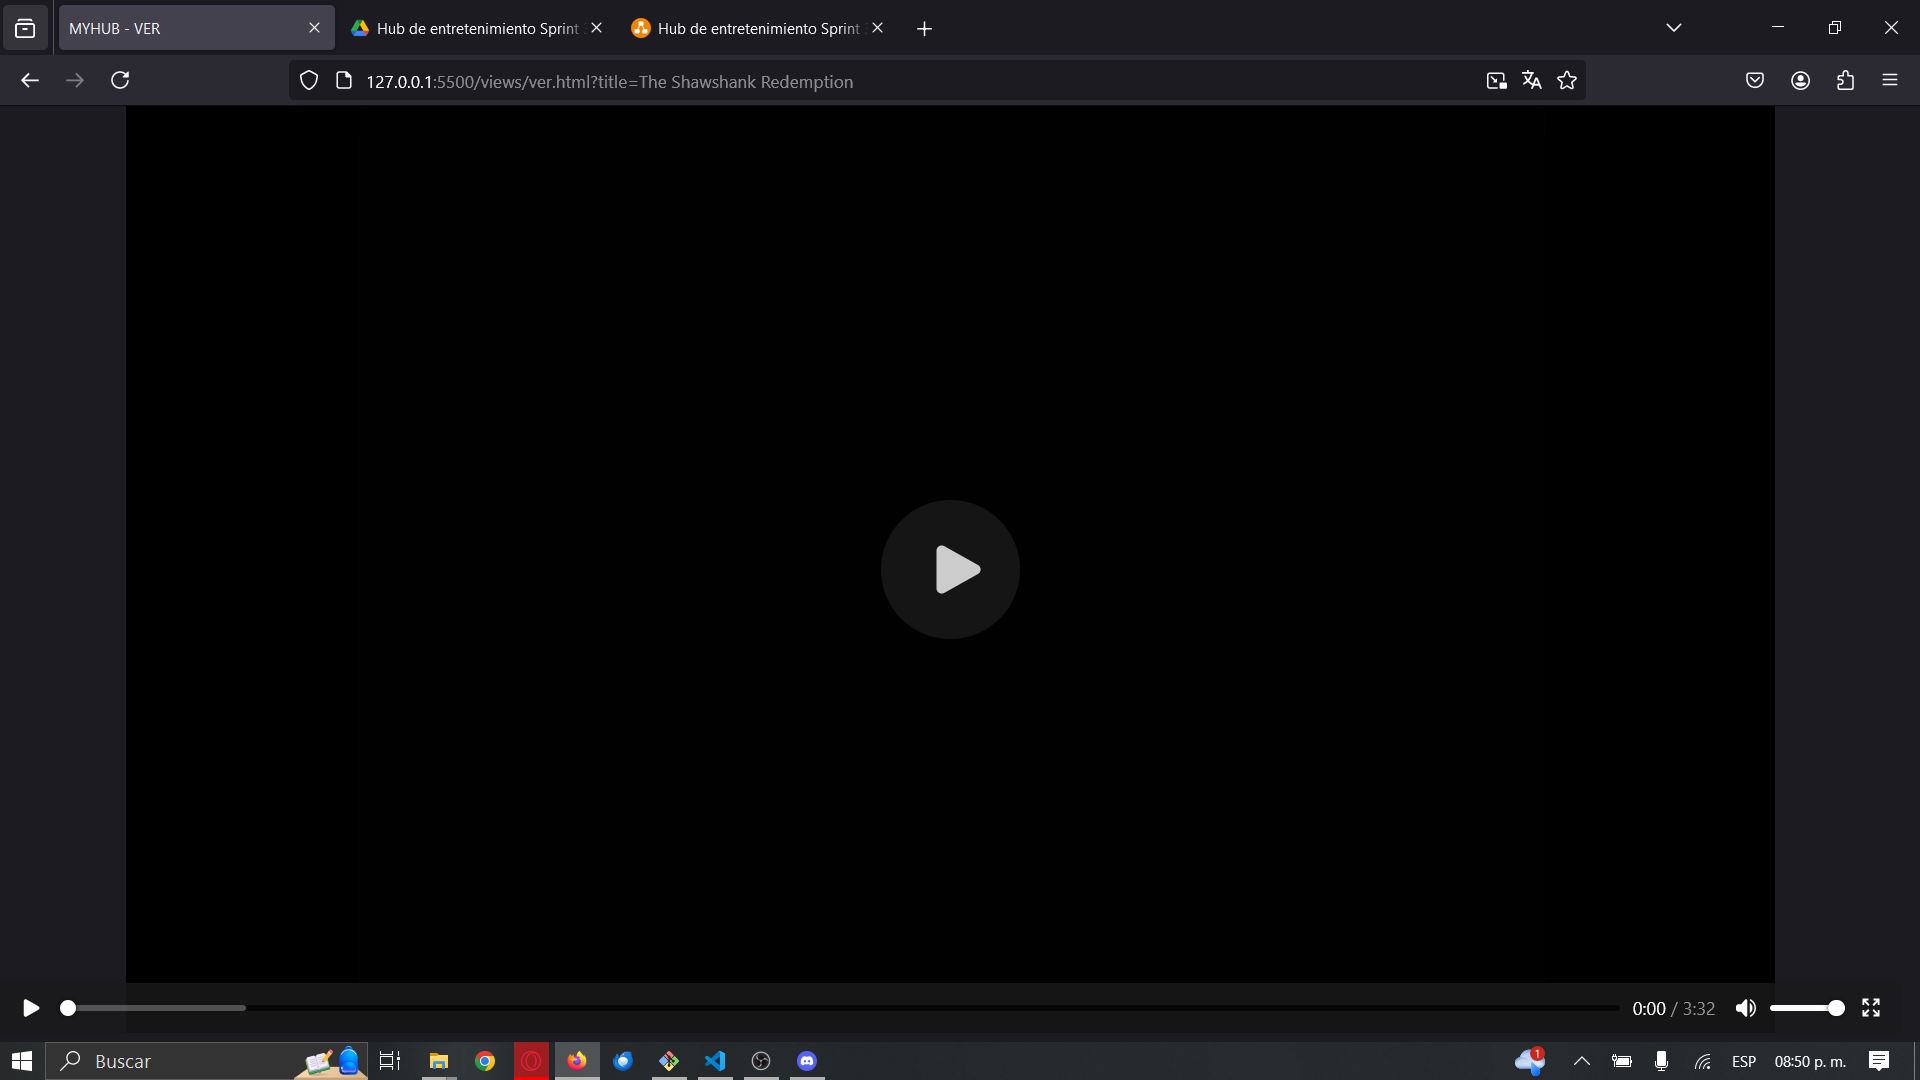 MYHUB - VER
Hub de entretenimiento Sprint
Hub de entretenimiento Sprint
127.0.0.1:5500/views/ver.html?title=The Shawshank Redemption
0:00 / 3:32
Buscar
1
ESP
08:50 p. m.